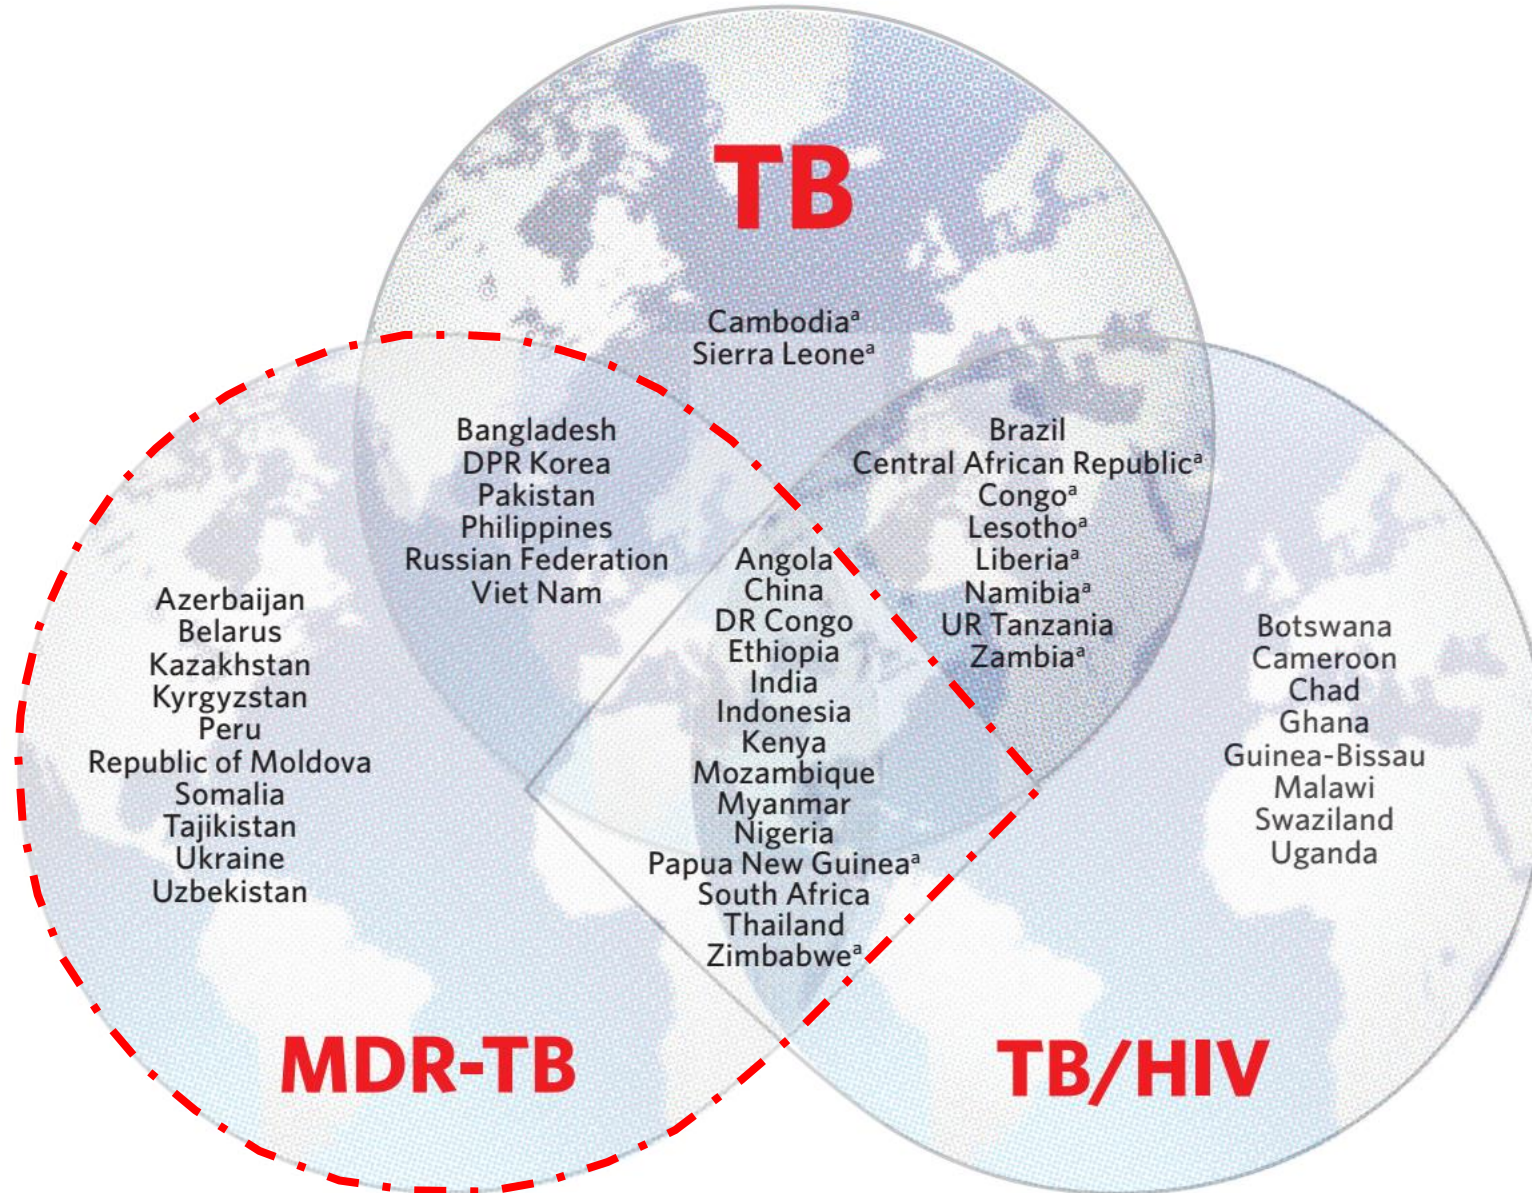 TB
Cambodiaᵃ
Sierra Leoneᵃ
Bangladesh
DPR Korea
Pakistan
Philippines
Russian Federation
Viet Nam
Brazil
Central African Republicᵃ
Congoᵃ
Lesothoᵃ
Liberiaᵃ
Namibiaᵃ
UR Tanzania
Zambiaᵃ
Angola
China
DR Congo
Ethiopia
India
Indonesia
Kenya
Mozambique
Myanmar
Nigeria
Papua New Guineaᵃ
South Africa
Thailand
Zimbabweᵃ
Azerbaijan
Belarus
Kazakhstan
Kyrgyzstan
Peru
Republic of Moldova
Somalia
Tajikistan
Ukraine
Uzbekistan
Botswana
Cameroon
Chad
Ghana
Guinea-Bissau
Malawi
Swaziland
Uganda
MDR-TB
TB/HIV